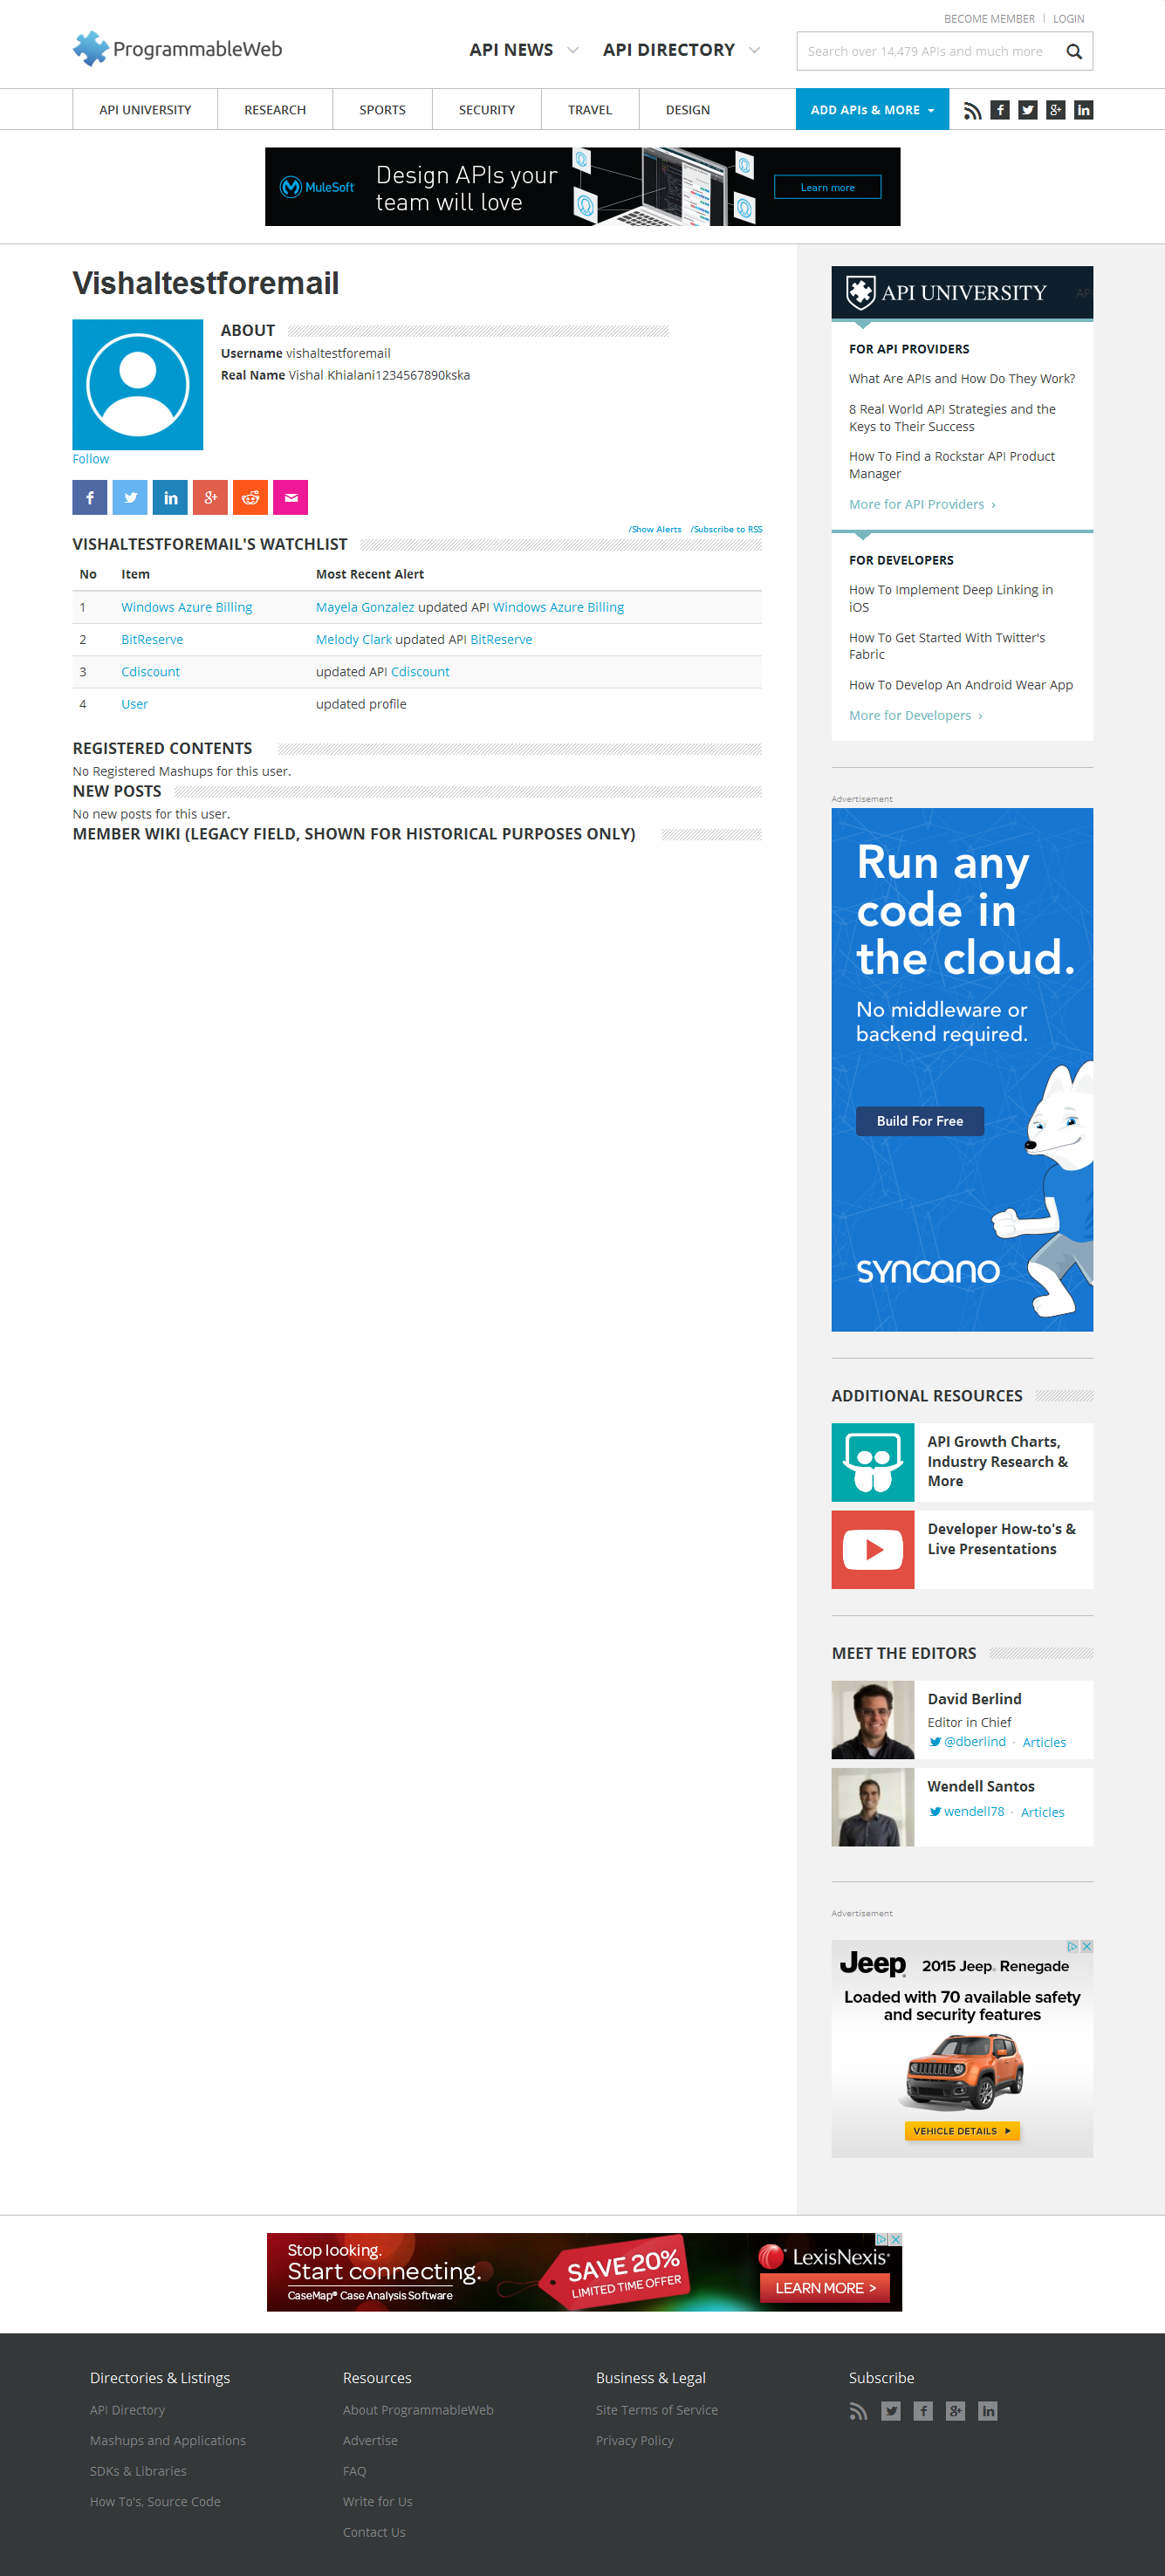 BECOME MEMBER | LOGIN
ProgrammableWeb
API NEWS
API DIRECTORY
Search over 14,479 APIs and much more
API UNIVERSITY
RESEARCH
SPORTS
SECURITY
TRAVEL
DESIGN
ADD APIs & MORE
MuleSoft
Design APIs your
team will love
Learn more
Vishaltestforemail
ABOUT
Username vishaltestforemail
Real Name Vishal Khialani1234567890kska
Follow
/Show Alerts /Subscribe to RSS
VISHALTESTFOREMAIL'S WATCHLIST
No Item Most Recent Alert
1 Windows Azure Billing Mayela Gonzalez updated API Windows Azure Billing
2 BitReserve Melody Clark updated API BitReserve
3 Cdiscount updated API Cdiscount
4 User updated profile
REGISTERED CONTENTS
No Registered Mashups for this user.
NEW POSTS
No new posts for this user.
MEMBER WIKI (LEGACY FIELD, SHOWN FOR HISTORICAL PURPOSES ONLY)
API UNIVERSITY
FOR API PROVIDERS
What Are APIs and How Do They Work?
8 Real World API Strategies and the
Keys to Their Success
How To Find a Rockstar API Product
Manager
More for API Providers ›
FOR DEVELOPERS
How To Implement Deep Linking in
iOS
How To Get Started With Twitter's
Fabric
How To Develop An Android Wear App
More for Developers ›
Advertisement
Run any
code in
the cloud.
No middleware or
backend required.
Build For Free
syncano
ADDITIONAL RESOURCES
API Growth Charts,
Industry Research &
More
Developer How-to's &
Live Presentations
MEET THE EDITORS
David Berlind
Editor in Chief
@dberlind · Articles
Wendell Santos
wendell78 · Articles
Advertisement
Jeep 2015 Jeep® Renegade
Loaded with 70 available safety
and security features
VEHICLE DETAILS
Stop looking.
Start connecting.
CaseMap® Case Analysis Software
SAVE 20%
LIMITED TIME OFFER
LexisNexis®
LEARN MORE >
Directories & Listings
API Directory
Mashups and Applications
SDKs & Libraries
How To's, Source Code
Resources
About ProgrammableWeb
Advertise
FAQ
Write for Us
Contact Us
Business & Legal
Site Terms of Service
Privacy Policy
Subscribe